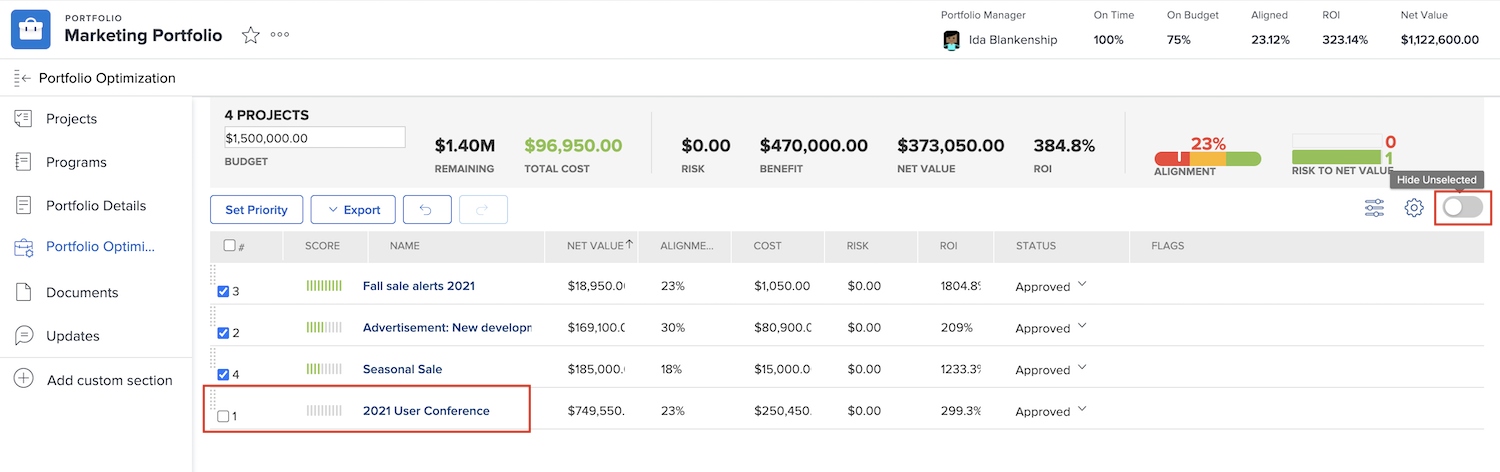 PORTFOLIO
Marketing Portfolio
Portfolio Manager On Time On Budget Aligned ROI Net Value
Ida Blankenship 100% 75% 23.12% 323.14% $1,122,600.00
Portfolio Optimization
Projects
Programs
Portfolio Details
Portfolio Optimi...
Documents
Updates
Add custom section
4 PROJECTS
$1,500,000.00
BUDGET
$1.40M $96,950.00 $0.00 $470,000.00 $373,050.00 384.8% 23% 0
1
REMAINING TOTAL COST RISK BENEFIT NET VALUE ROI ALIGNMENT RISK TO NET VALUE
Hide Unselected
Set Priority Export
# SCORE NAME NET VALUE ALIGNME... COST RISK ROI STATUS FLAGS
3 Fall sale alerts 2021 $18,950.0 23% $1,050.00 $0.00 1804.8% Approved
2 Advertisement: New developm $169,100.0 30% $80,900.0 $0.00 209% Approved
4 Seasonal Sale $185,000. 18% $15,000.0 $0.00 1233.3% Approved
1 2021 User Conference $749,550. 23% $250,450. $0.00 299.3% Approved